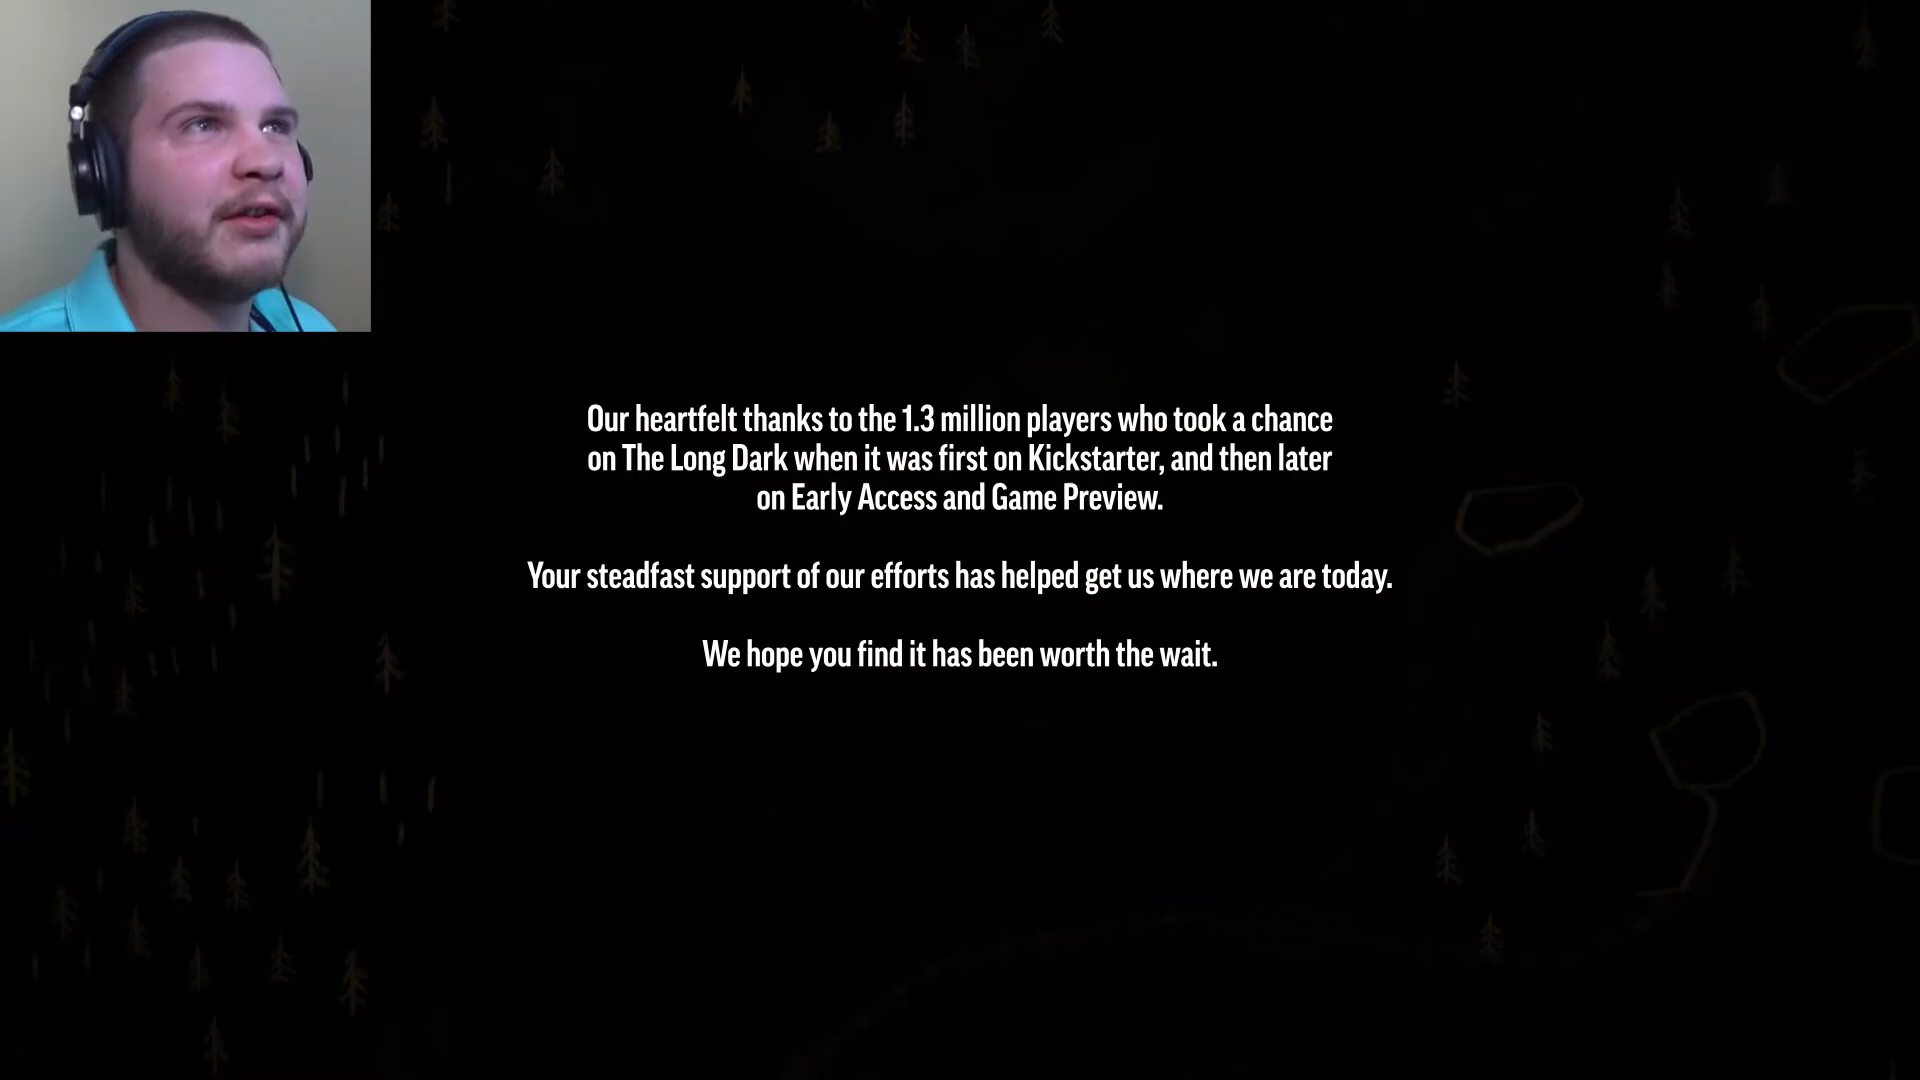 Our heartfelt thanks to the 1.3 million players who took a chance
on The Long Dark when it was first on Kickstarter, and then later
on Early Access and Game Preview.
Your steadfast support of our efforts has helped get us where we are today.
We hope you find it has been worth the wait.